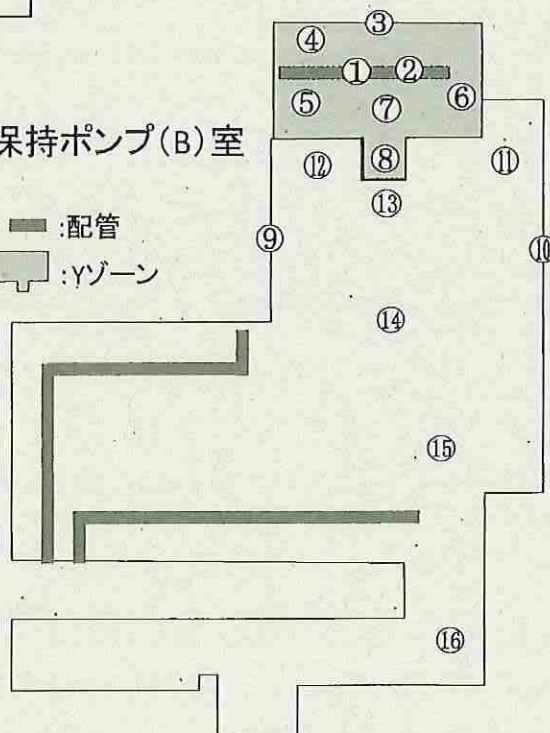 ③
④
① ②
⑤ ⑦ ⑥
保持ポンプ(B)室
⑧
⑫ ⑪
⑬
:配管
⑨ ⑩
:Yゾーン
⑭
⑮
⑯